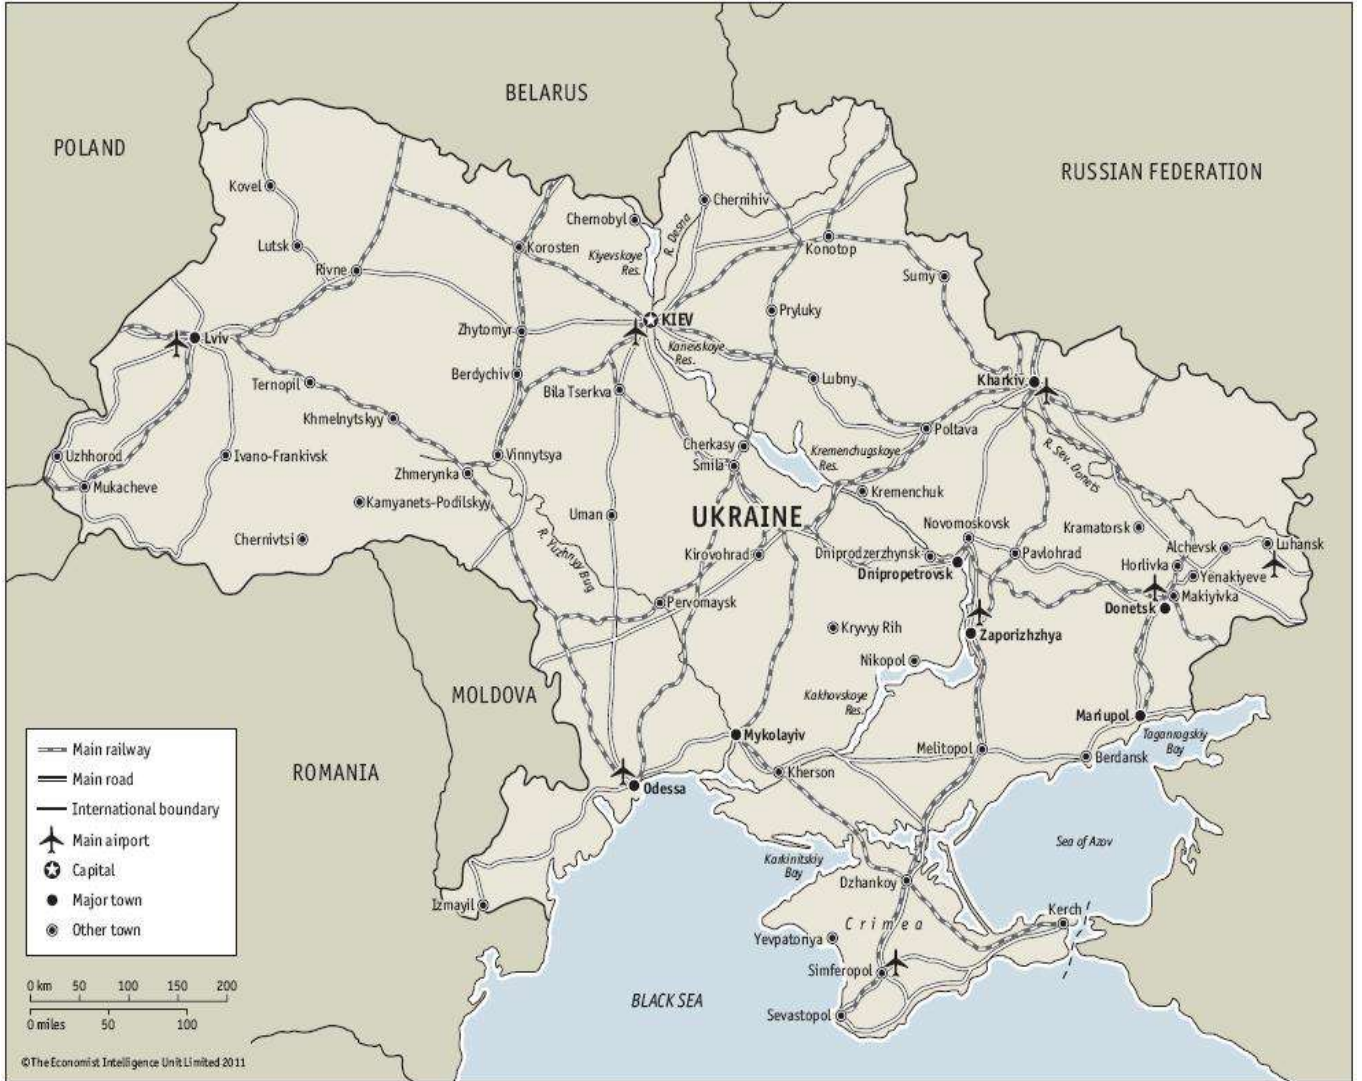 BELARUS
POLAND
RUSSIAN FEDERATION
Kovel
Chernihiv
Chernobyl
R. Desna
Lutsk
Korosten
Konotop
Kiyevskoye
Res.
Rivne
Sumy
Pryluky
KIEV
Zhytomyr
Lviv
Kanevskoye
Res.
Berdychiv
Lubny
Kharkiv
Ternopil
Bila Tserkva
Khmelnytskyy
Poltava
Cherkasy
Uzhhorod
Ivano-Frankivsk
Vinnytsya
Smila
Kremenchugskoye
Res.
R. Sev. Donets
Zhmerynka
Mukacheve
Kremenchuk
Kamyanets-Podilskyy
Uman
UKRAINE
Novomoskovsk
Kramatorsk
Chernivtsi
R. Yuzhnyy Bug
Kirovohrad
Dniprodzerzhynsk
Pavlohrad
Alchevsk
Luhansk
Dnipropetrovsk
Horlivka
Yenakiyeve
Makiyivka
Donetsk
Pervomaysk
Kryvyy Rih
Zaporizhzhya
Nikopol
MOLDOVA
Kakhovskoye
Res.
Mariupol
Mykolayiv
Taganrogskiy
Bay
Melitopol
Berdansk
ROMANIA
Kherson
Odessa
Sea of Azov
Karkinitskiy
Bay
Dzhankoy
Izmayil
Kerch
Crimea
Yevpatoriya
Simferopol
BLACK SEA
Sevastopol
Main railway
Main road
International boundary
Main airport
Capital
Major town
Other town
0 km 50 100 150 200
0 miles 50 100
©The Economist Intelligence Unit Limited 2011